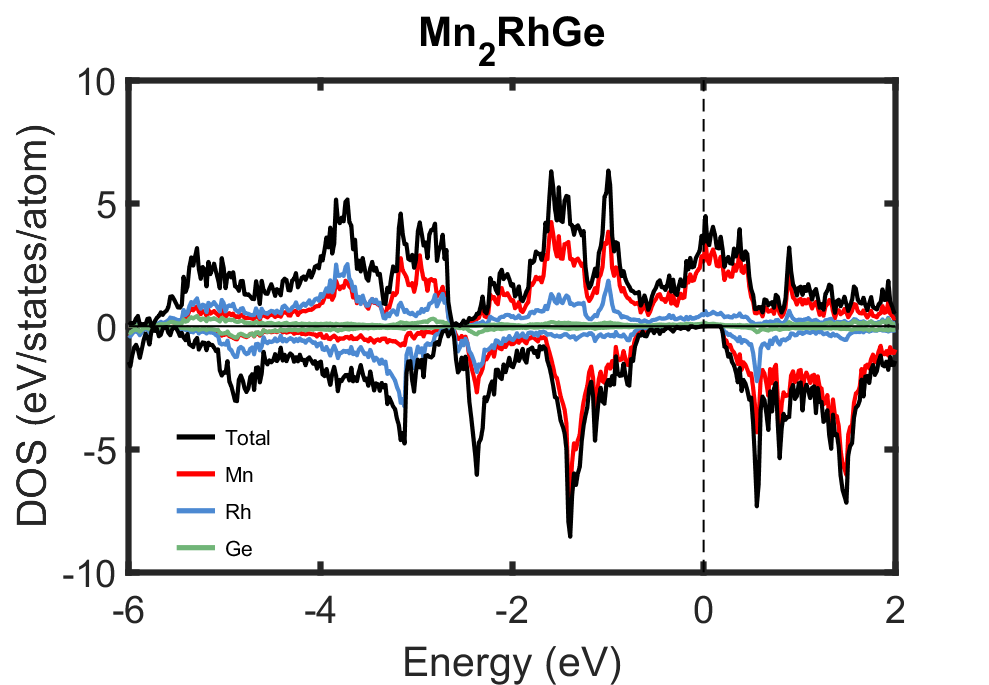 Mn2RhGe
10
5
0
-5
-10
DOS (eV/states/atom)
Total
Mn
Rh
Ge
-6
-4
-2
0
2
Energy (eV)